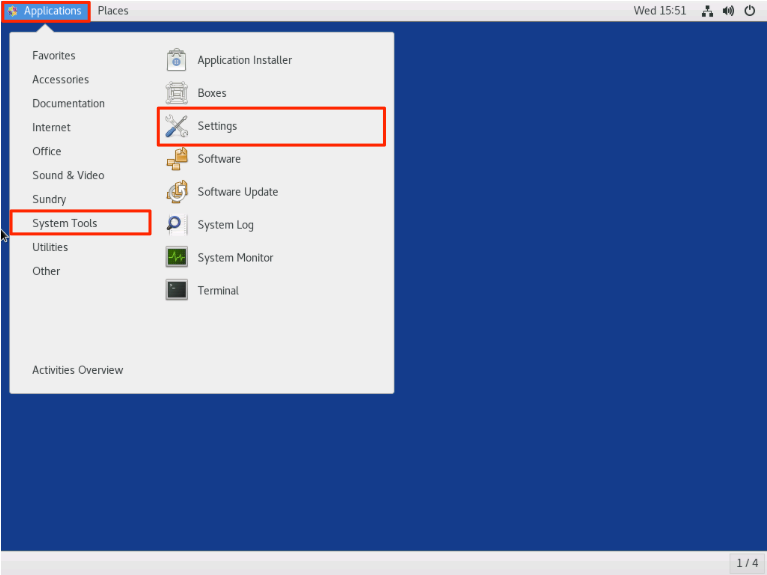 Applications Places Wed 15:51
Favorites
Accessories
Documentation
Internet
Office
Sound & Video
Sundry
System Tools
Utilities
Other
Activities Overview
Application Installer
Boxes
Settings
Software
Software Update
System Log
System Monitor
Terminal
1 / 4